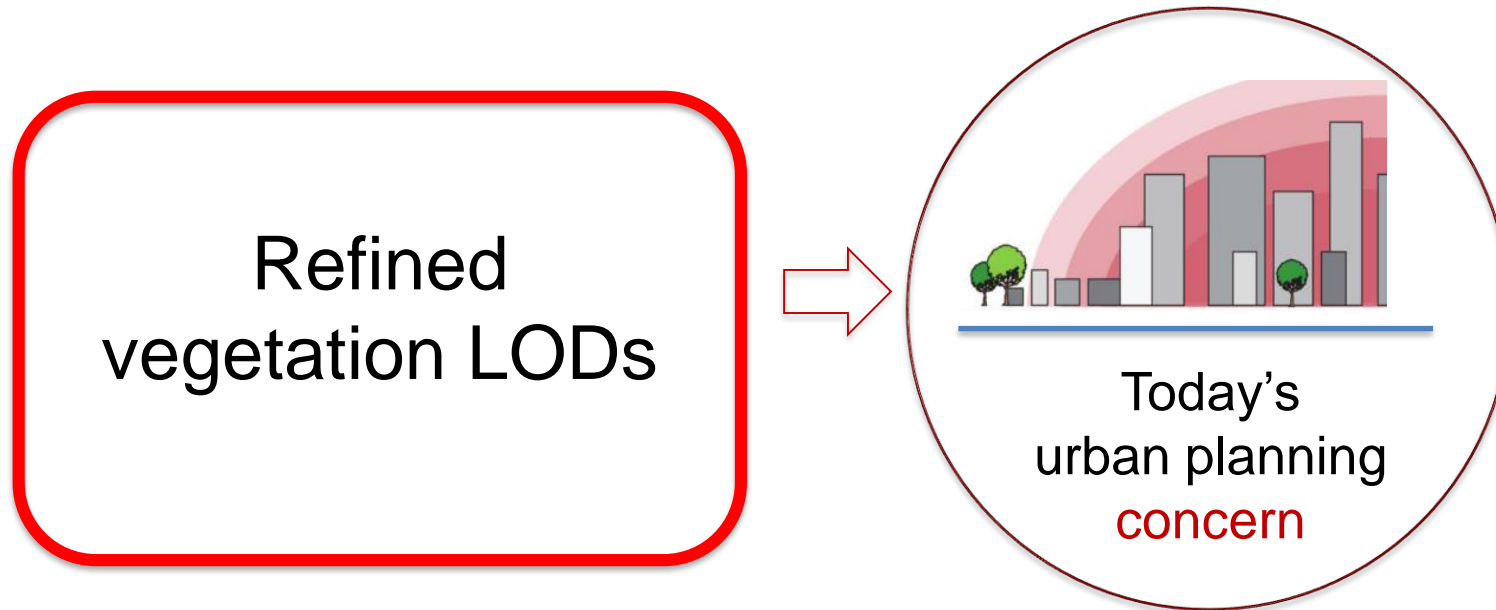 Refined
vegetation LODs
Today’s
urban planning
concern